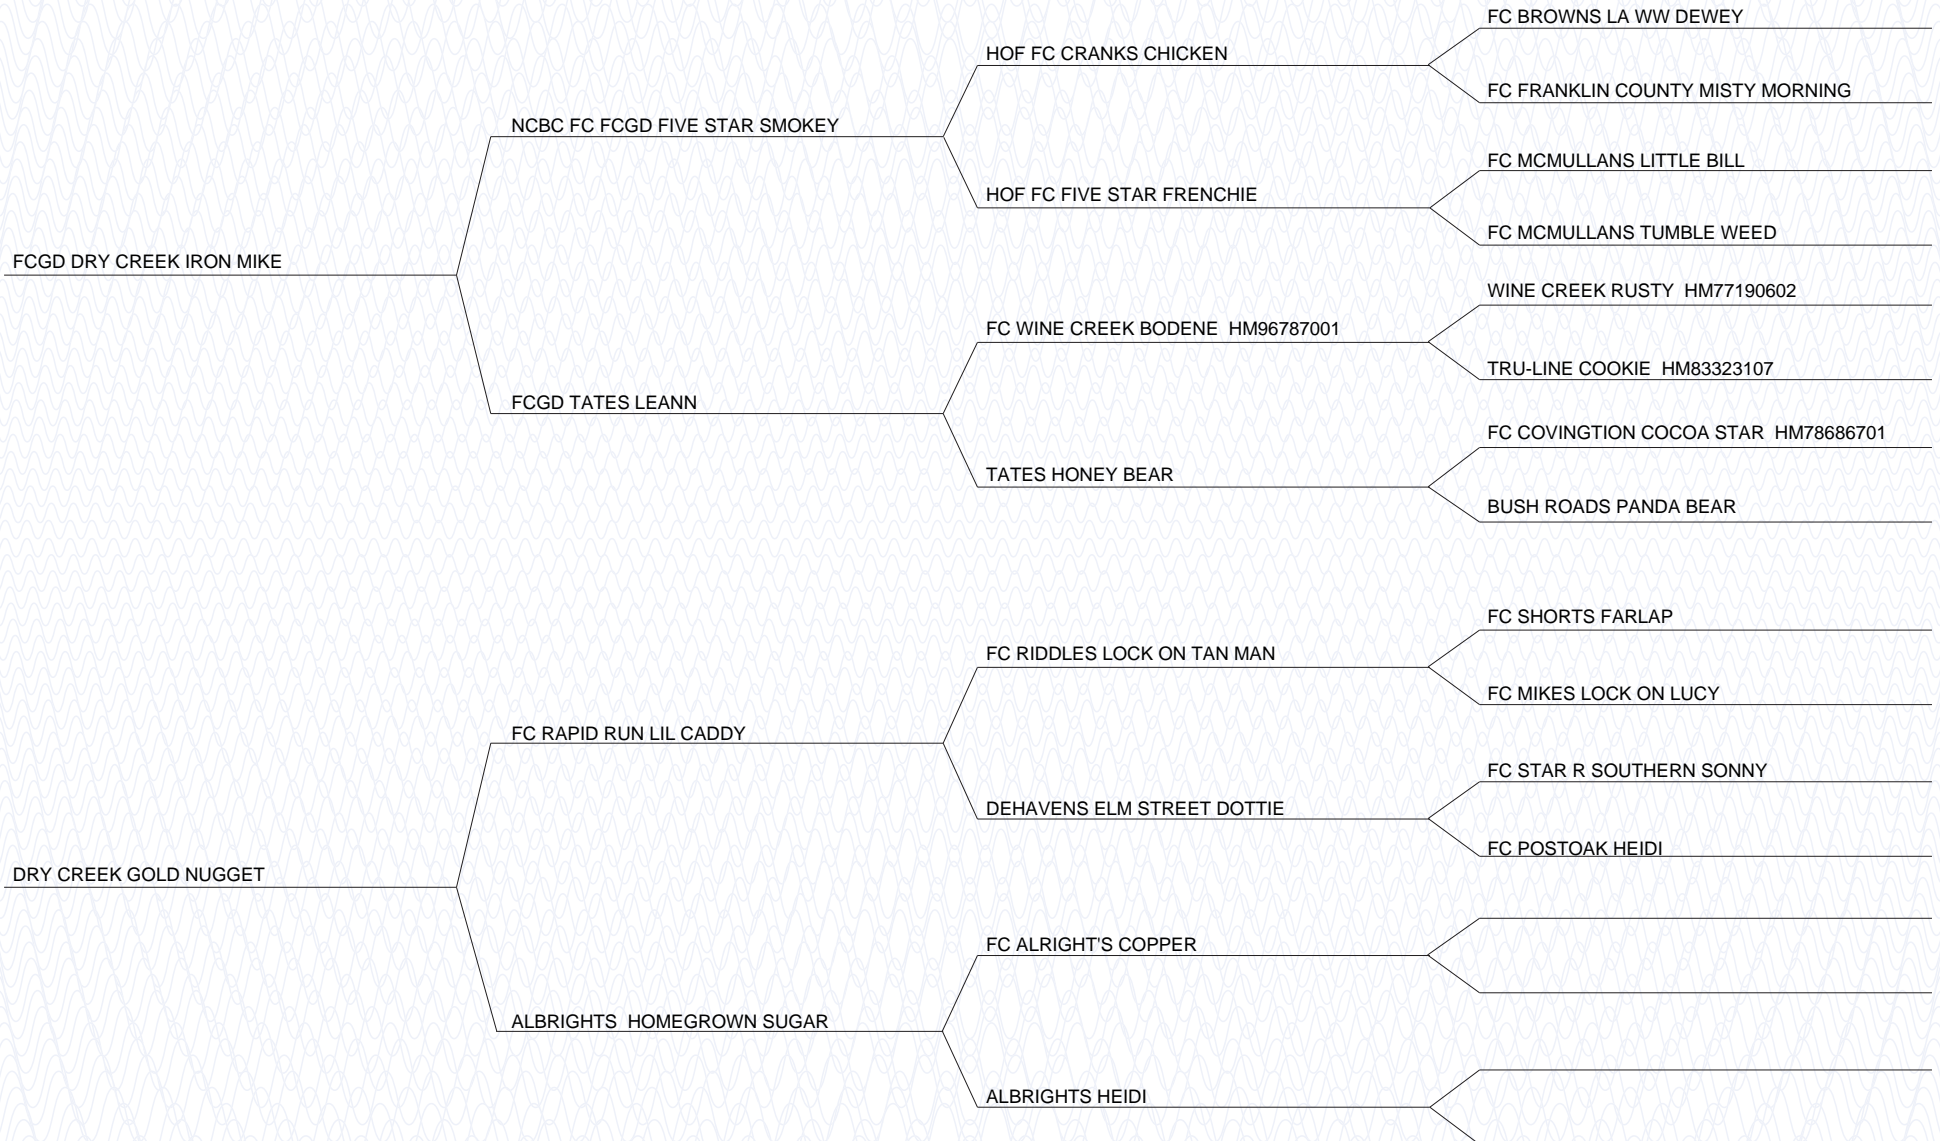 FC BROWNS LA WW DEWEY
HOF FC CRANKS CHICKEN
FC FRANKLIN COUNTY MISTY MORNING
NCBC FC FCGD FIVE STAR SMOKEY
FC MCMULLANS LITTLE BILL
HOF FC FIVE STAR FRENCHIE
FC MCMULLANS TUMBLE WEED
FCGD DRY CREEK IRON MIKE
WINE CREEK RUSTY HM77190602
FC WINE CREEK BODENE HM96787001
TRU-LINE COOKIE HM83323107
FCGD TATES LEANN
FC COVINGTION COCOA STAR HM78686701
TATES HONEY BEAR
BUSH ROADS PANDA BEAR
FC SHORTS FARLAP
FC RIDDLES LOCK ON TAN MAN
FC MIKES LOCK ON LUCY
FC RAPID RUN LIL CADDY
FC STAR R SOUTHERN SONNY
DEHAVENS ELM STREET DOTTIE
FC POSTOAK HEIDI
DRY CREEK GOLD NUGGET
FC ALRIGHT'S COPPER
ALBRIGHTS HOMEGROWN SUGAR
ALBRIGHTS HEIDI